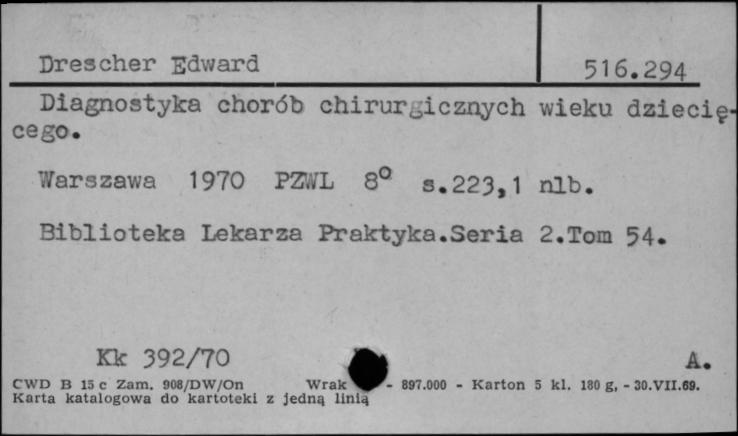 Drescher Edward 516.294
Diagnostyka chorób chirurgicznych wieku dziecię-
cego.
Warszawa 1970 PZWL 8° s.223,1 nlb.
Biblioteka Lekarza Praktyka.Seria 2.Tom 54.
Kk 392/70 A.
CWD B 15 c Zam. 908/DW/On Wrak - 897.000 - Karton 5 kl. 180 g, - 30.VII.69.
Karta katalogowa do kartoteki z jedną linią